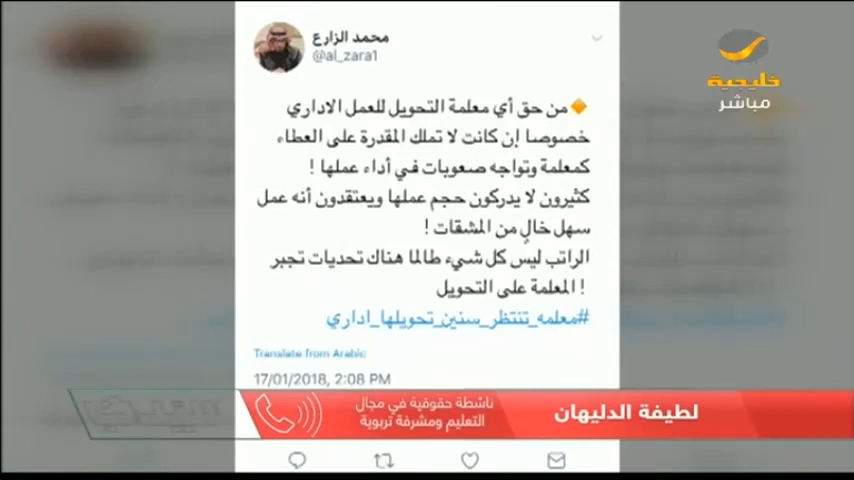 محمد الزارع
@al_zara1
🔶من حق أي معلمة التحويل للعمل الاداري
خصوصا إن كانت لا تملك المقدرة على العطاء
كمعلمة وتواجه صعوبات في أداء عملها !
كثيرون لا يدركون حجم عملها ويعتقدون أنه عمل
سهل خالٍ من المشقات !
الراتب ليس كل شيء طالما هناك تحديات تجبر
المعلمة على التحويل !
#معلمه_تنتظر_سنين_تحويلها_اداري
Translate from Arabic
17/01/2018, 2:08 PM
خليجية
مباشر
لطيفة الدليهان
ناشطة حقوقية في مجال
التعليم ومشرفة تربوية